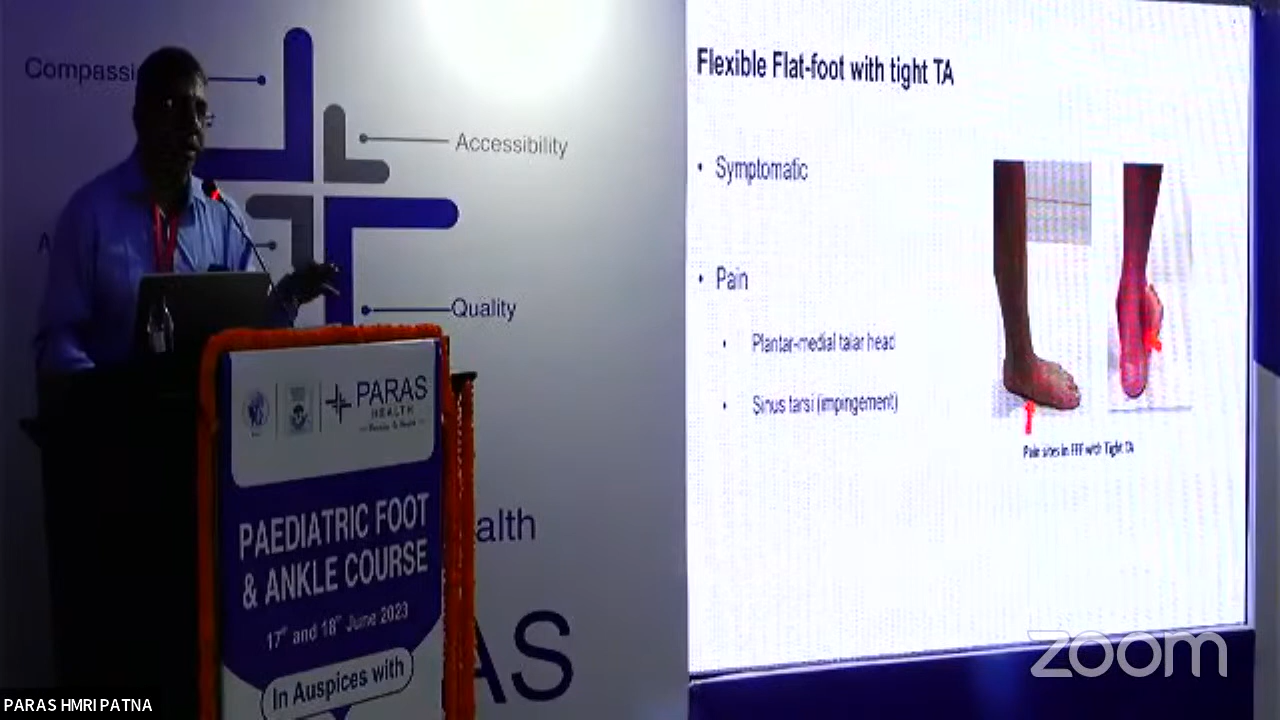 Compassi
Accessibility
A
Quality
alth
AS
PARAS
HEALTH
PAEDIATRIC FOOT
& ANKLE COURSE
17th and 18th June 2023
In Auspices with
Flexible Flat-foot with tight TA
• Symptomatic
• Pain
• Plantar-medial talar head
• Sinus tarsi (impingement)
Pain sites in FFF with Tight TA
zoom
PARAS HMRI PATNA